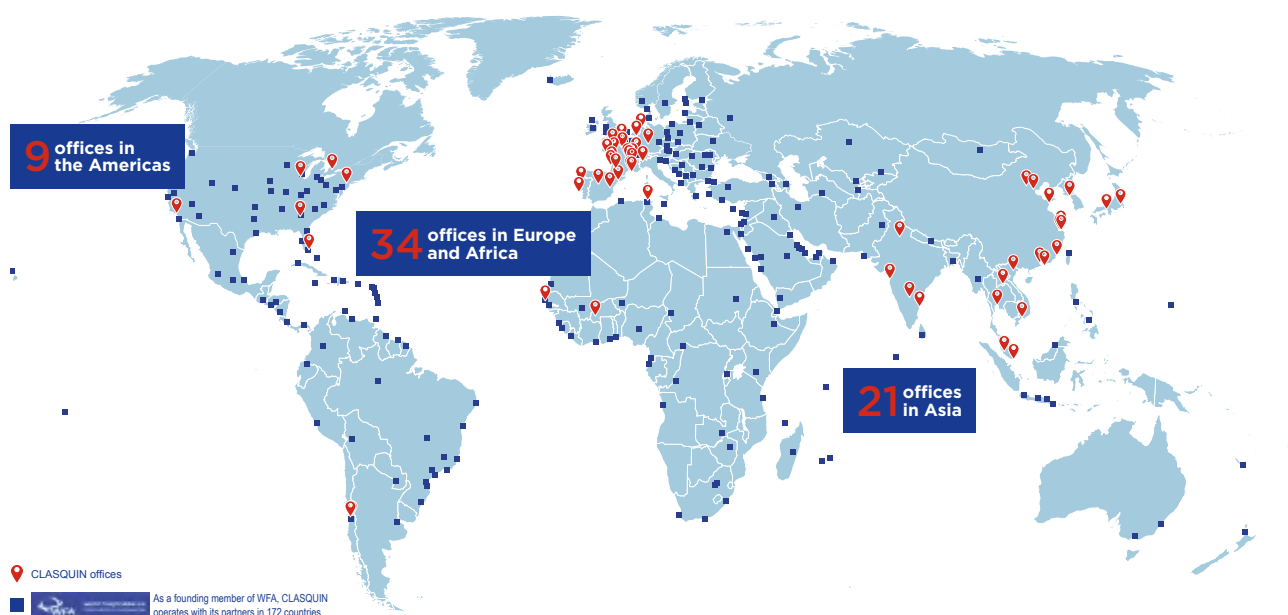 9 offices in
the Americas
34 offices in Europe
and Africa
21 offices
in Asia
CLASQUIN offices
WFA
As a founding member of WFA, CLASQUIN
operates with its partners in 172 countries